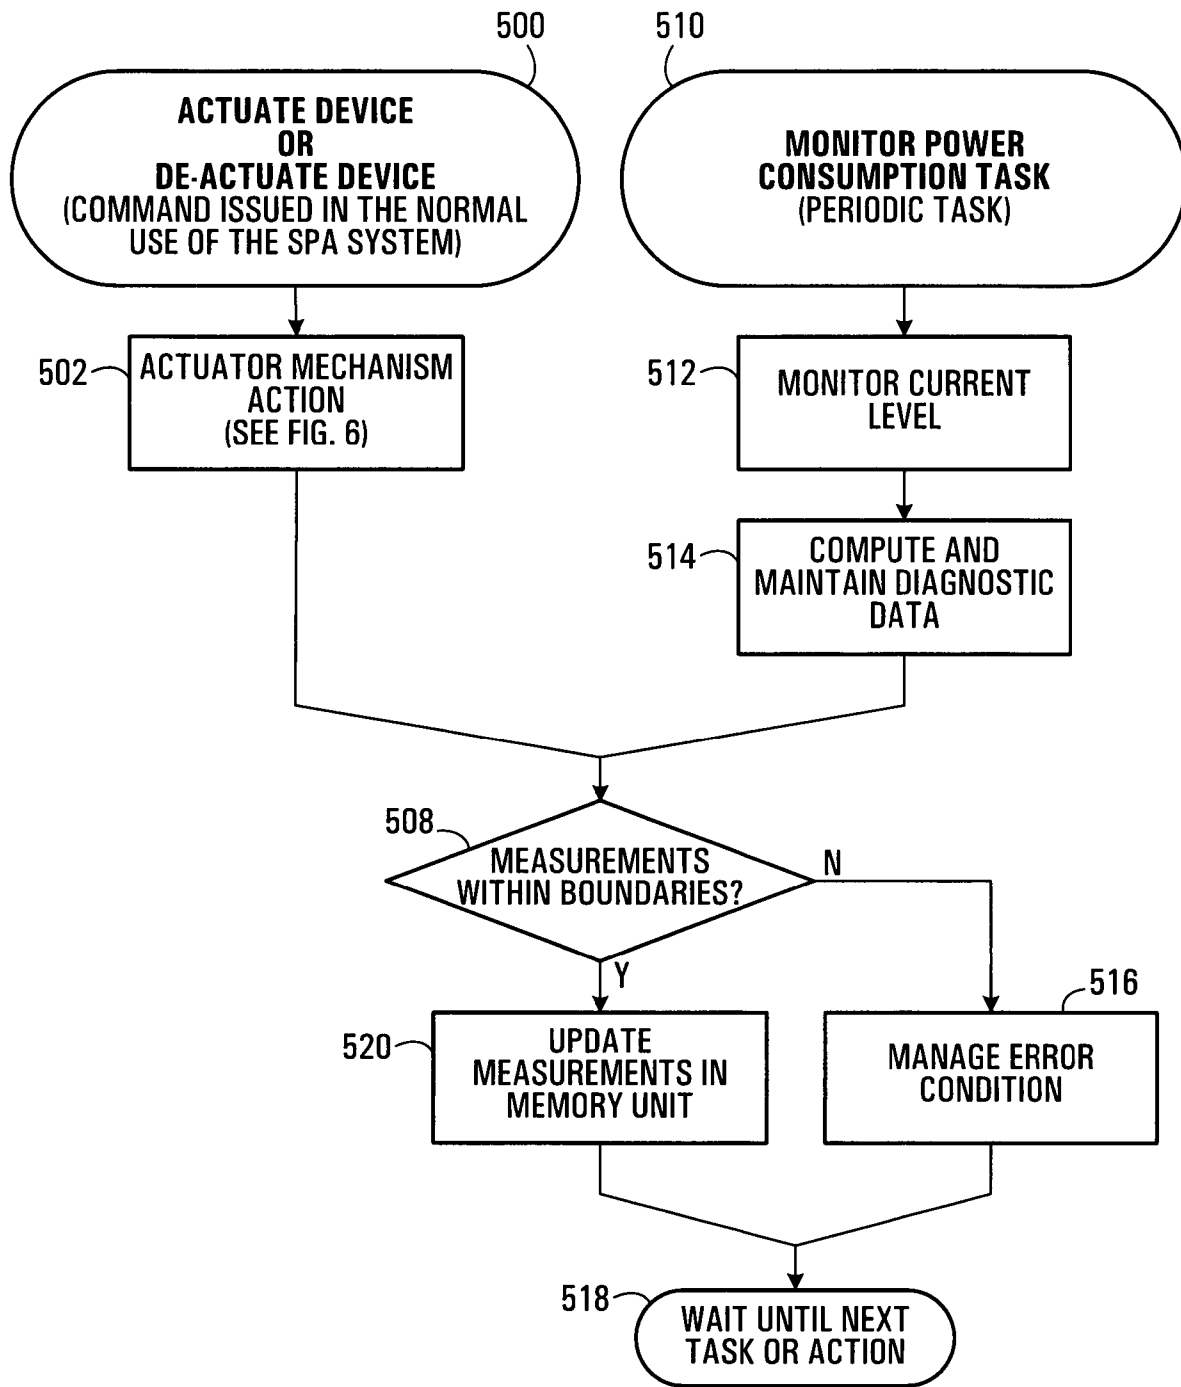 500
ACTUATE DEVICE
OR
DE-ACTUATE DEVICE
(COMMAND ISSUED IN THE NORMAL
USE OF THE SPA SYSTEM)
510
MONITOR POWER
CONSUMPTION TASK
(PERIODIC TASK)
502
ACTUATOR MECHANISM
ACTION
(SEE FIG. 6)
512
MONITOR CURRENT
LEVEL
514
COMPUTE AND
MAINTAIN DIAGNOSTIC
DATA
508
MEASUREMENTS
WITHIN BOUNDARIES?
N
Y
520
UPDATE
MEASUREMENTS IN
MEMORY UNIT
516
MANAGE ERROR
CONDITION
518
WAIT UNTIL NEXT
TASK OR ACTION